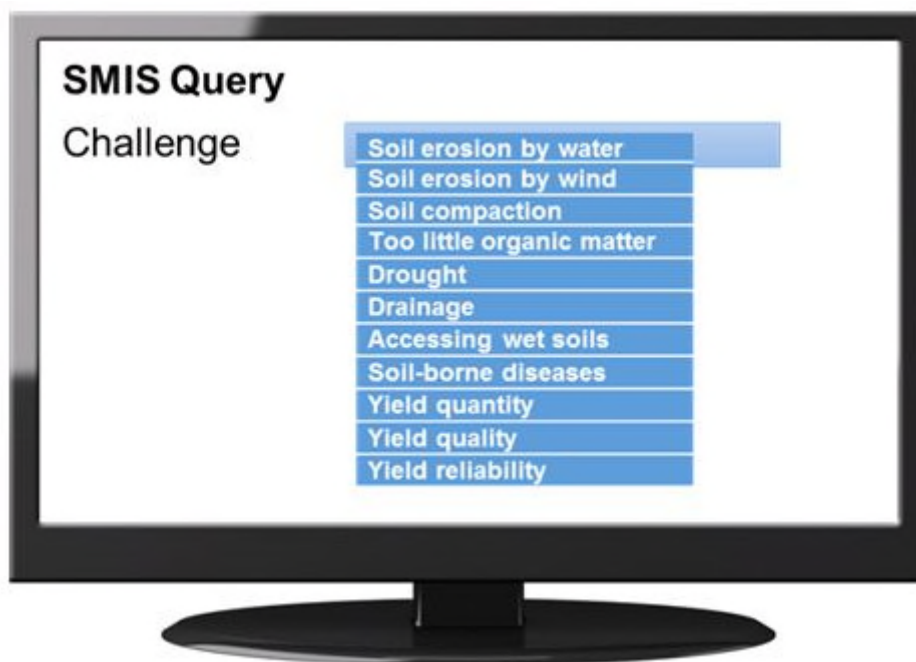 SMIS Query
Challenge
Soil erosion by water
Soil erosion by wind
Soil compaction
Too little organic matter
Drought
Drainage
Accessing wet soils
Soil-borne diseases
Yield quantity
Yield quality
Yield reliability